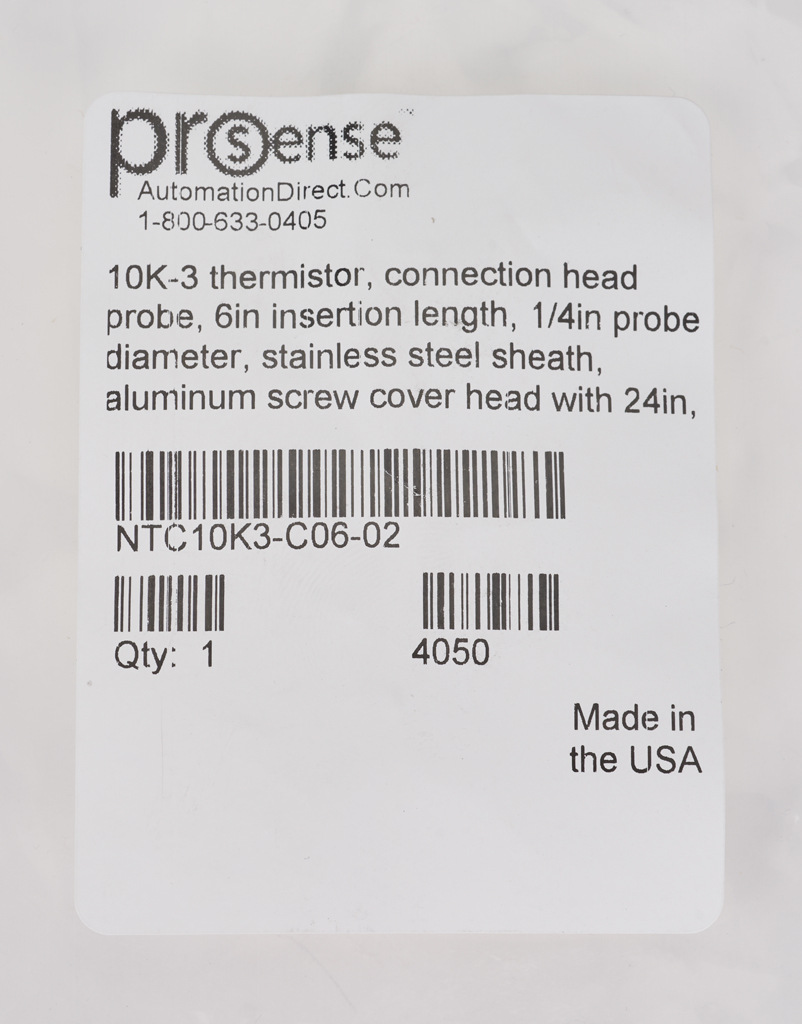 prosense
AutomationDirect.Com
1-800-633-0405
10K-3 thermistor, connection head
probe, 6in insertion length, 1/4in probe
diameter, stainless steel sheath,
aluminum screw cover head with 24in,
NTC10K3-C06-02
Qty: 1 4050
Made in
the USA